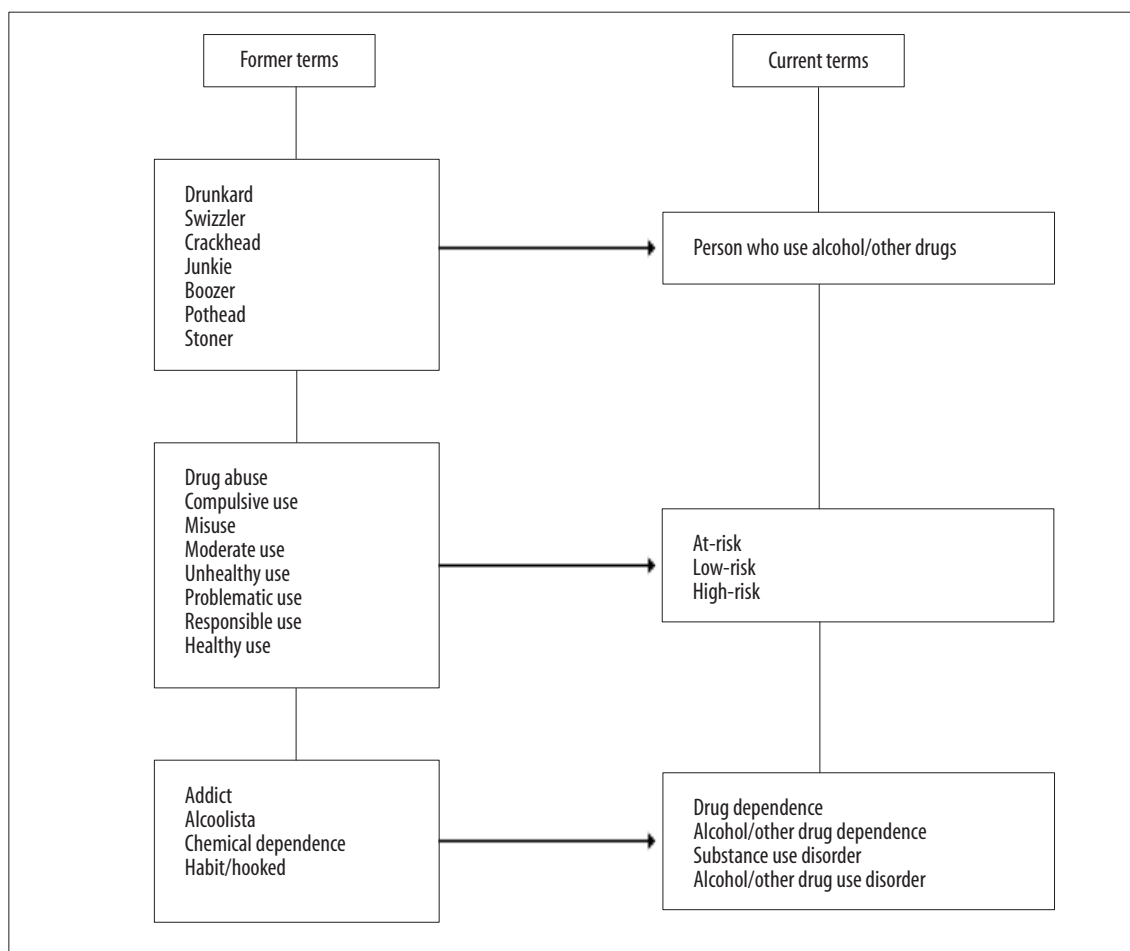 Former terms
Current terms
Drunkard
Swizzler
Crackhead
Junkie
Boozer
Pothead
Stoner
Person who use alcohol/other drugs
Drug abuse
Compulsive use
Misuse
Moderate use
Unhealthy use
Problematic use
Responsible use
Healthy use
At-risk
Low-risk
High-risk
Addict
Alcoolista
Chemical dependence
Habit/hooked
Drug dependence
Alcohol/other drug dependence
Substance use disorder
Alcohol/other drug use disorder